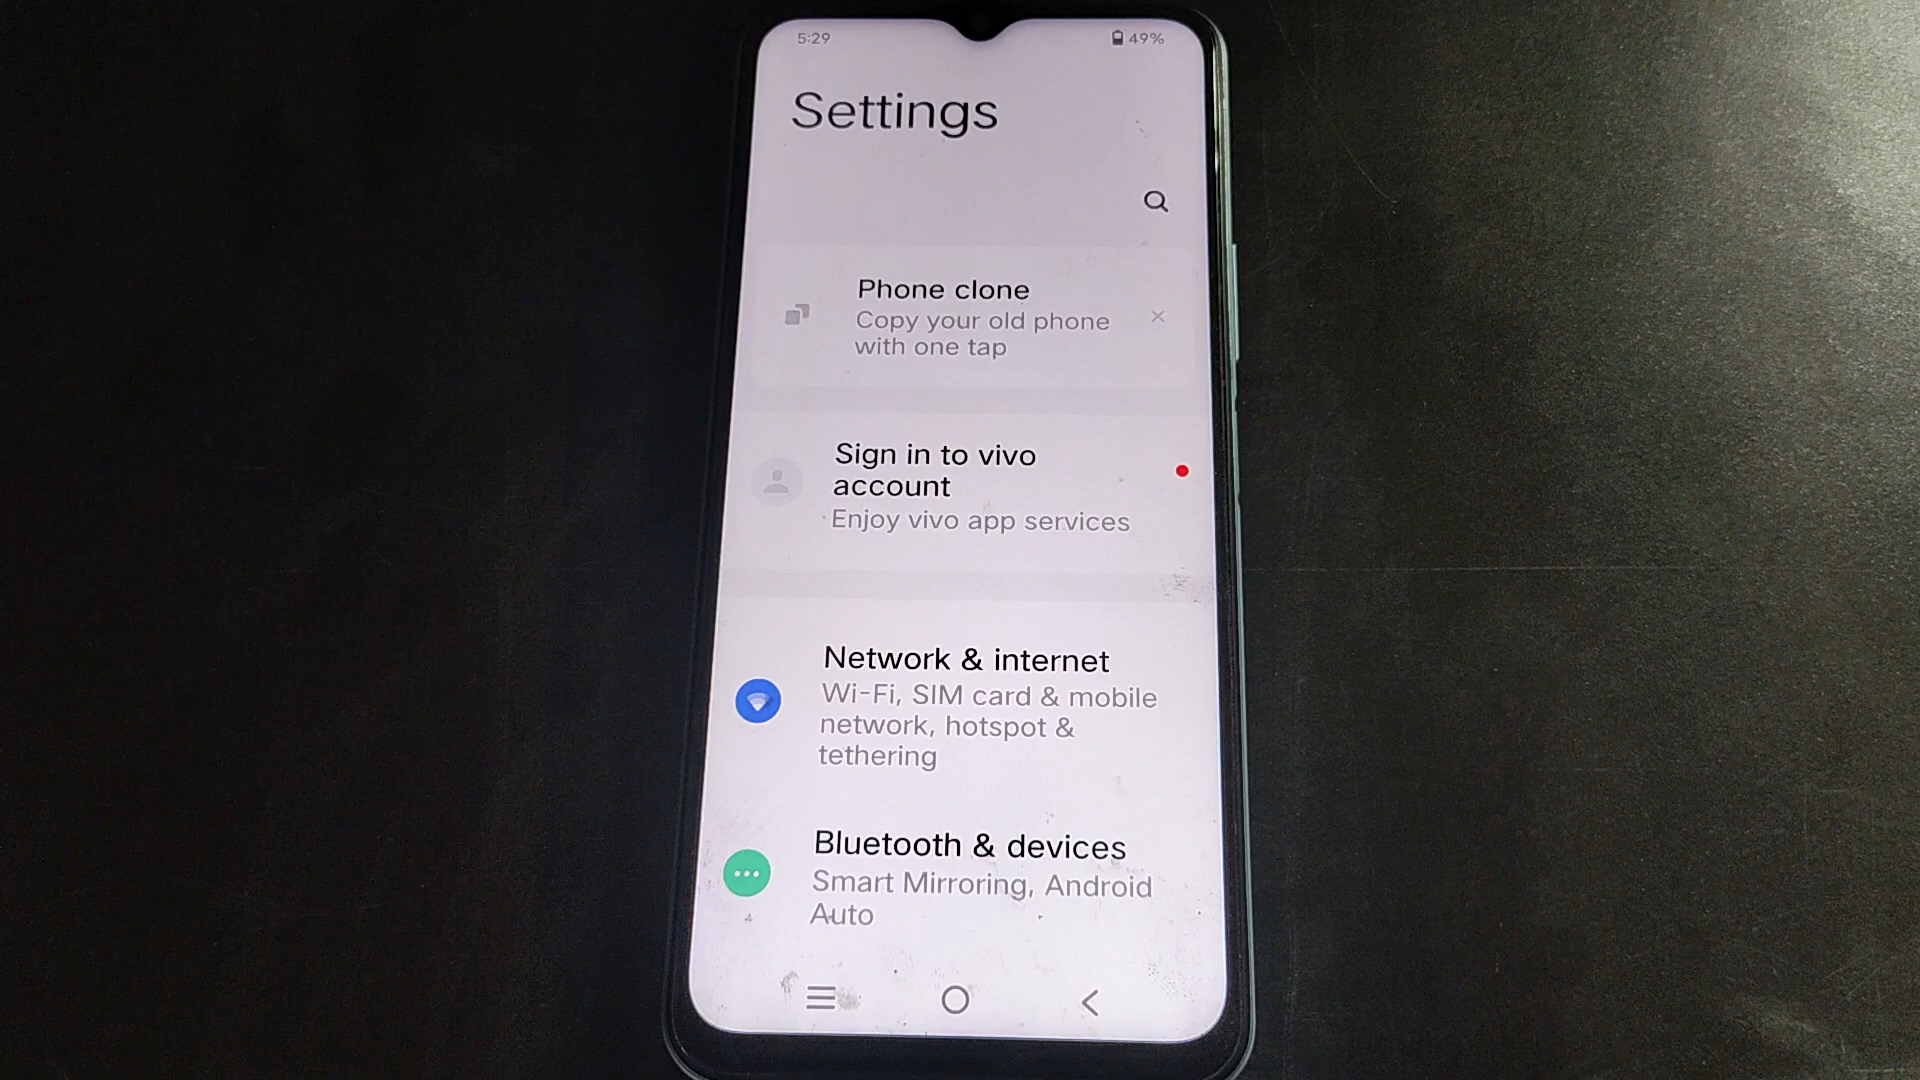 5:29
49%
Settings
Phone clone
Copy your old phone
with one tap
Sign in to vivo
account
Enjoy vivo app services
Network & internet
Wi-Fi, SIM card & mobile
network, hotspot &
tethering
Bluetooth & devices
Smart Mirroring, Android
Auto